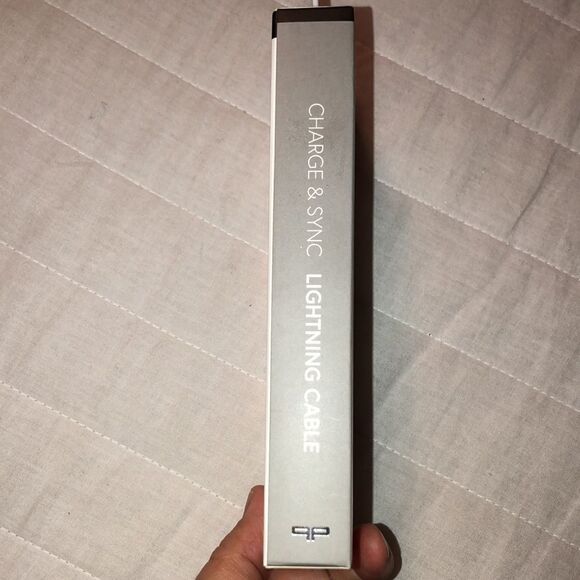 CHARGE & SYNC LIGHTNING CABLE